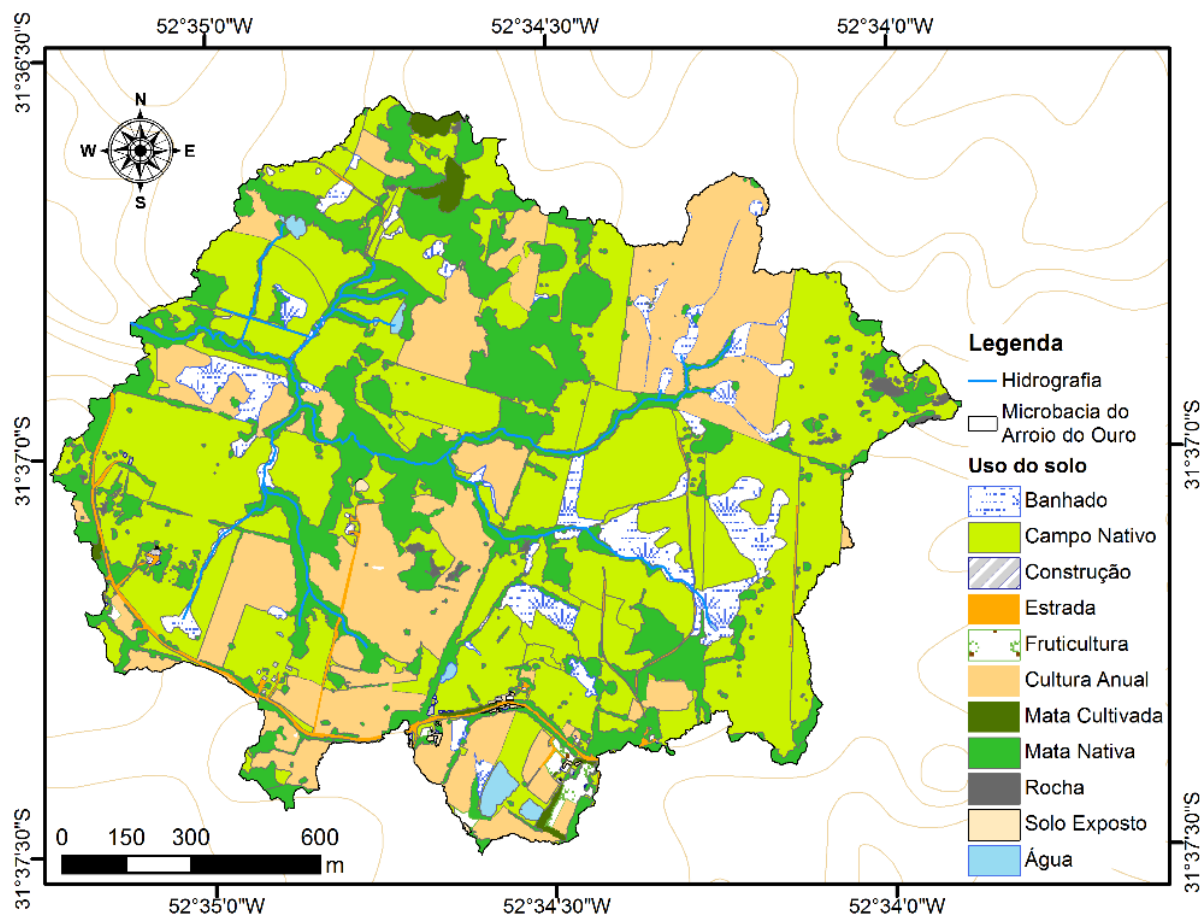 52°35'0"W
52°34'30"W
52°34'0"W
31°36'30"S
31°36'30"S
N
W
E
S
Legenda
Hidrografia
Microbacia do
Arroio do Ouro
31°37'0"S
31°37'0"S
Uso do solo
Banhado
Campo Nativo
Construção
Estrada
Fruticultura
Cultura Anual
Mata Cultivada
Mata Nativa
Rocha
Solo Exposto
Água
0 150 300 600
m
31°37'30"S
31°37'30"S
52°35'0"W
52°34'30"W
52°34'0"W